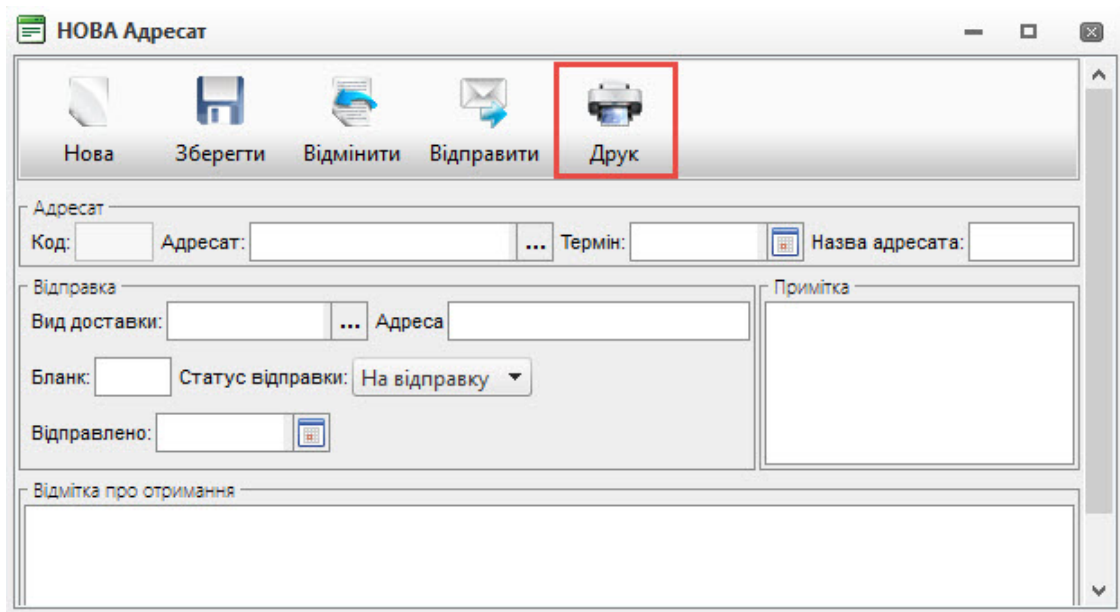 НОВА Адресат
Нова Зберегти Відмінити Відправити Друк
Адресат
Код: Адресат: ... Термін: Назва адресата:
Відправка Примітка
Вид доставки: ... Адреса
Бланк: Статус відправки: На відправку
Відправлено:
Відмітка про отримання